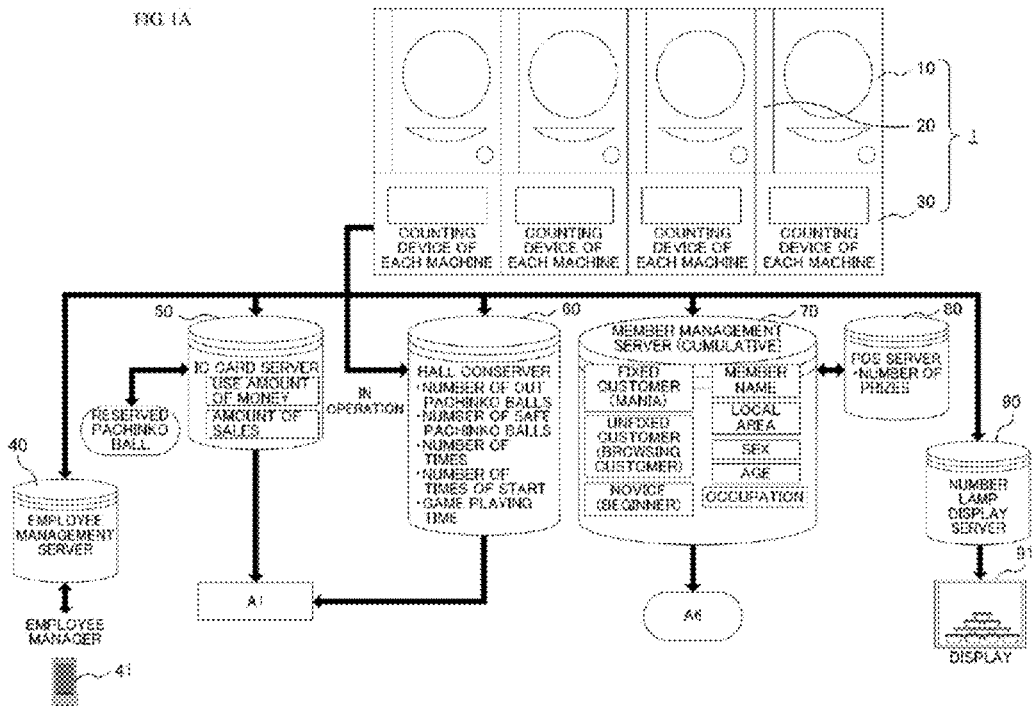 FIG. 1A
10
20
1
30
COUNTING DEVICE OF EACH MACHINE
COUNTING DEVICE OF EACH MACHINE
COUNTING DEVICE OF EACH MACHINE
COUNTING DEVICE OF EACH MACHINE
50
IC CARD SERVER
USE AMOUNT
OF MONEY
AMOUNT OF
SALES
RESERVED
PACHINKO
BALL
IN
OPERATION
60
HALL CONSERVER
・NUMBER OF OUT
PACHINKO BALLS
・NUMBER OF SAFE
PACHINKO BALLS
・NUMBER OF
TIMES
・NUMBER OF
TIMES OF START
・GAME PLAYING
TIME
70
MEMBER MANAGEMENT
SERVER (CUMULATIVE)
FIXED
CUSTOMER
(MANIA)
UNFIXED
CUSTOMER
(BROWSING
CUSTOMER)
NOVICE
(BEGINNER)
MEMBER
NAME
LOCAL
AREA
SEX
AGE
OCCUPATION
80
POS SERVER
・NUMBER OF
PRIZES
90
NUMBER
LAMP
DISPLAY
SERVER
91
DISPLAY
40
EMPLOYEE
MANAGEMENT
SERVER
EMPLOYEE
MANAGER
41
A1
A6